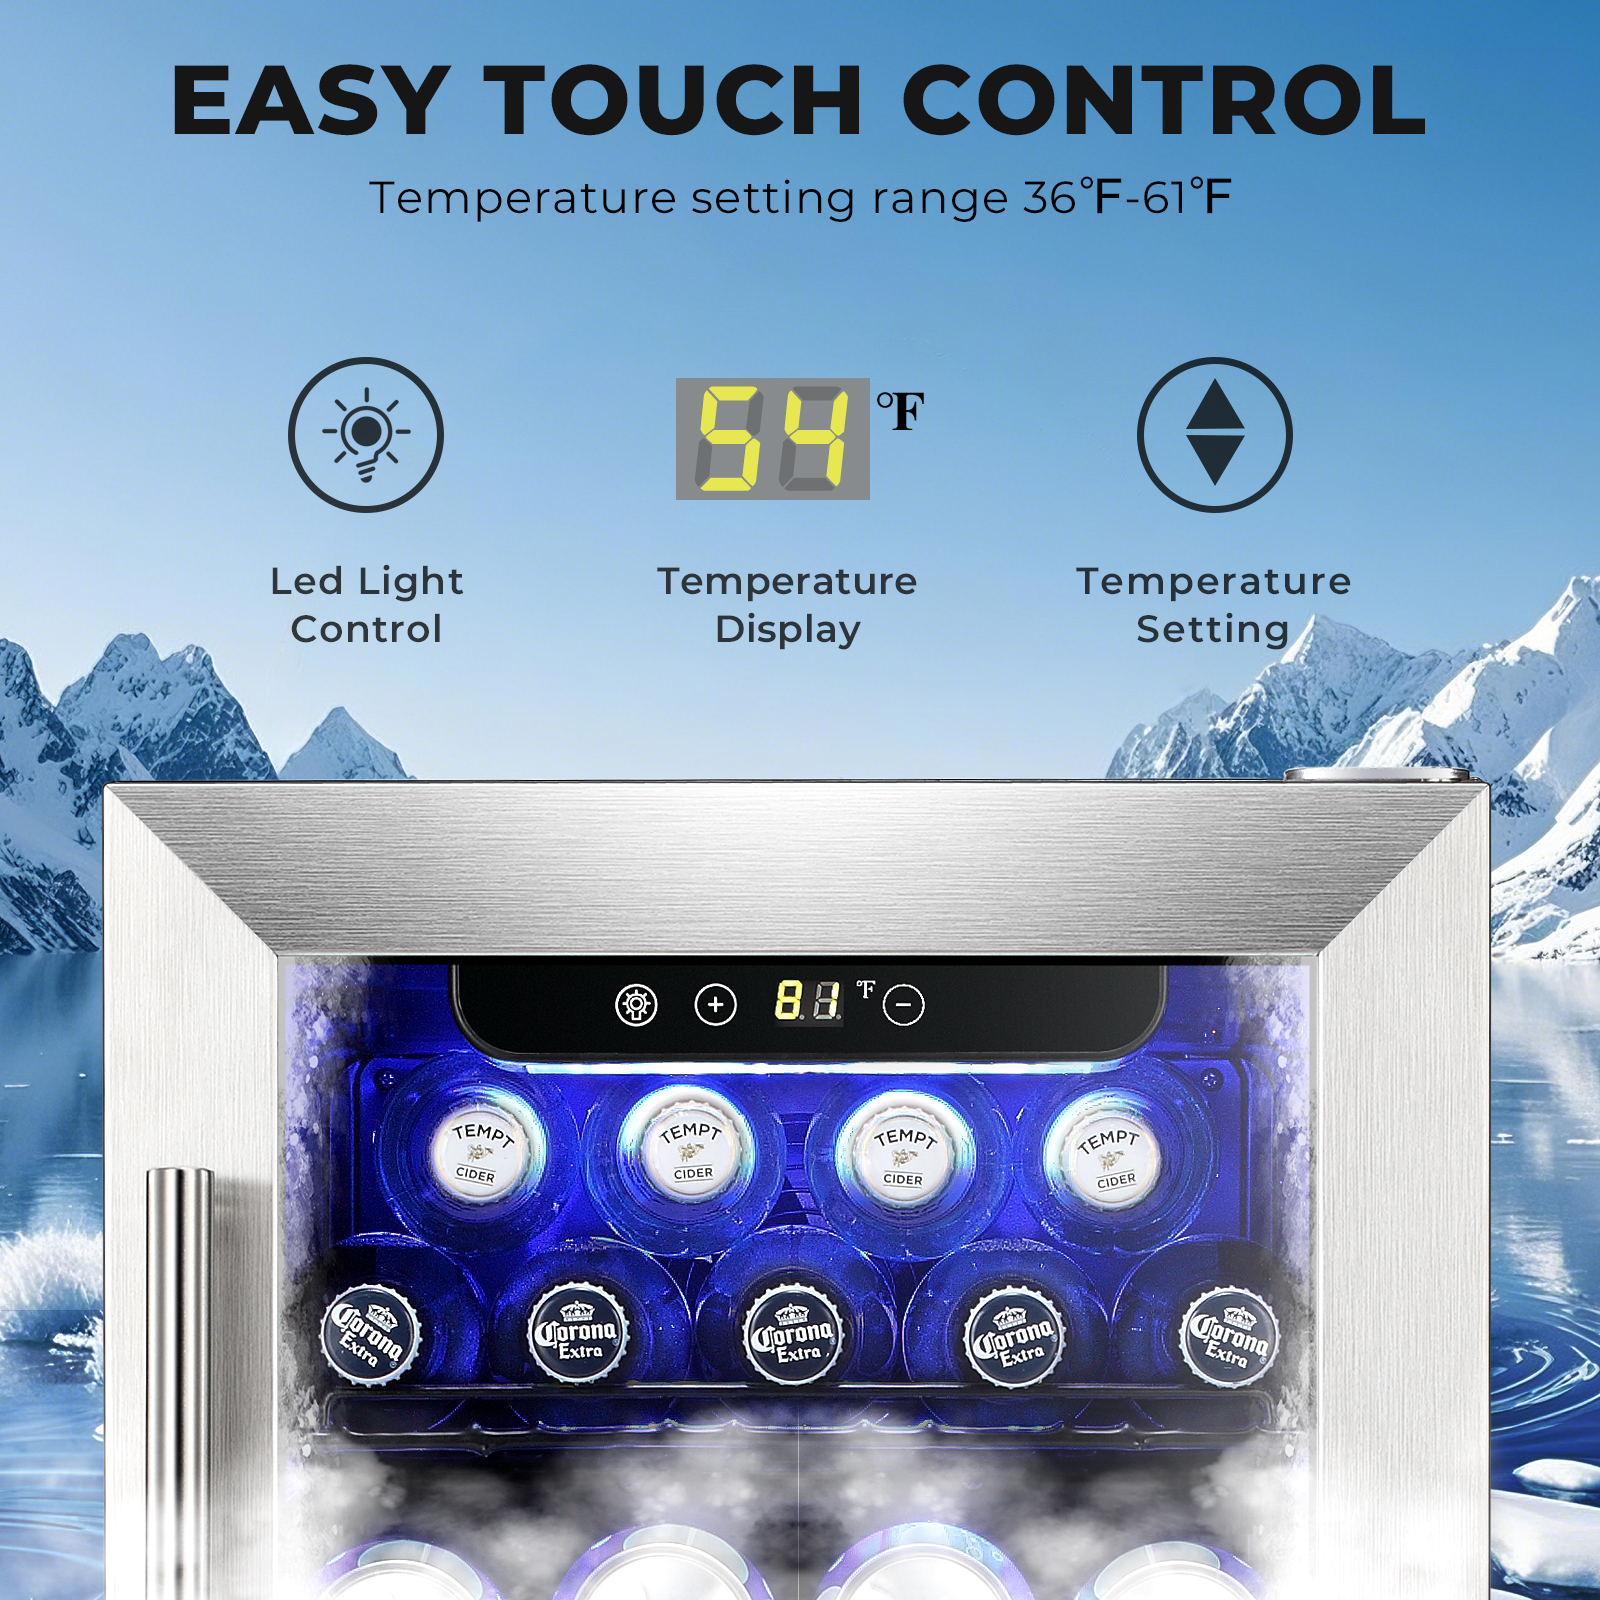 EASY TOUCH CONTROL
Temperature setting range 36°F-61°F
54 °F
Led Light
Control
Temperature
Display
Temperature
Setting
81 °F
TEMPT
CIDER
TEMPT
CIDER
TEMPT
CIDER
TEMPT
CIDER
Corona
Extra
Corona
Extra
Corona
Extra
Corona
Extra
Corona
Extra